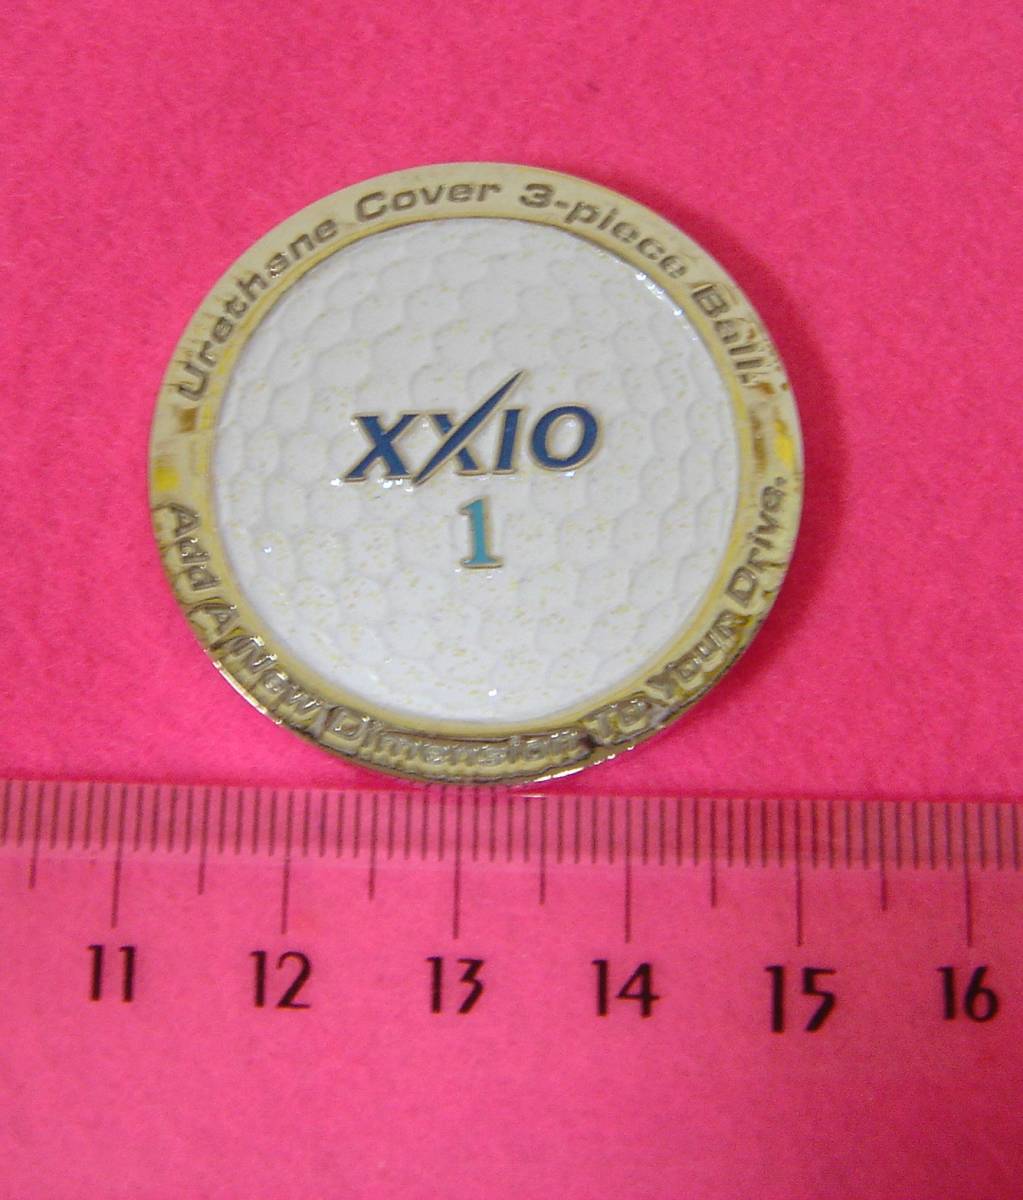 Urethane Cover 3-piece Ball.
XXIO
1
Add A New Dimension To Your Drive.
11 12 13 14 15 16